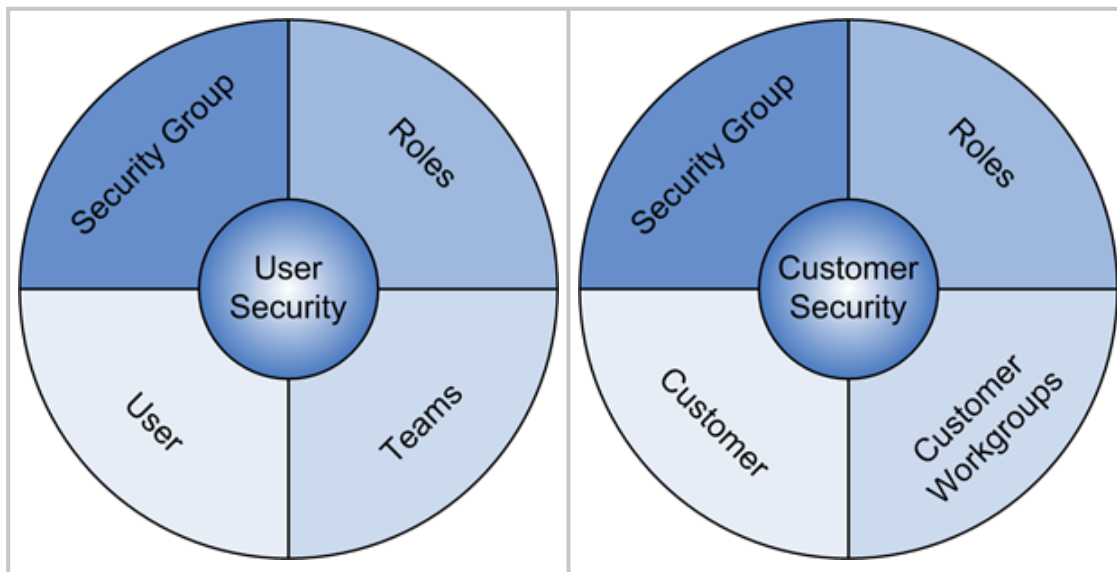 Security Group
Roles
User
Security
User
Teams
Security Group
Roles
Customer
Security
Customer
Customer
Workgroups